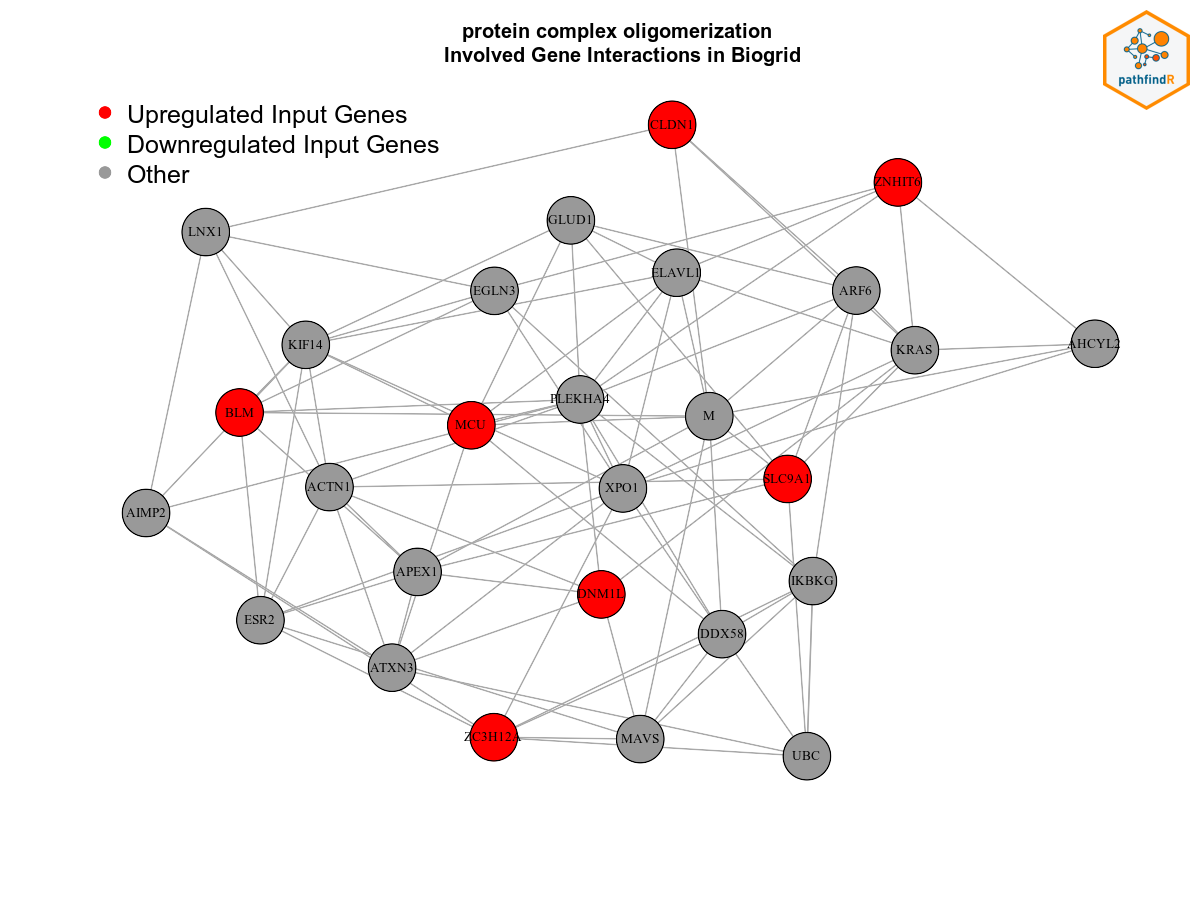 protein complex oligomerization
Involved Gene Interactions in Biogrid
pathfindR
Upregulated Input Genes
Downregulated Input Genes
Other
CLDN1
ZNHIT6
GLUD1
LNX1
ELAVL1
EGLN3
ARF6
KIF14
KRAS
AHCYL2
PLEKHA4
BLM
M
MCU
SLC9A1
ACTN1
XPO1
AIMP2
APEX1
IKBKG
DNM1L
ESR2
DDX58
ATXN3
ZC3H12A
MAVS
UBC